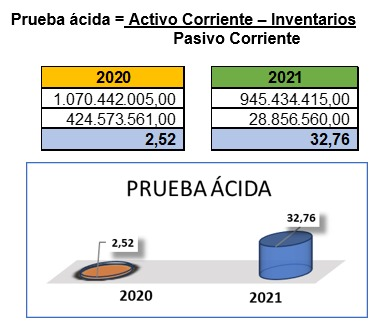 Prueba ácida = Activo Corriente – Inventarios
Pasivo Corriente
2020 2021
1.070.442.005,00 945.434.415,00
424.573.561,00 28.856.560,00
2,52 32,76
PRUEBA ÁCIDA
32,76
2,52
2020 2021